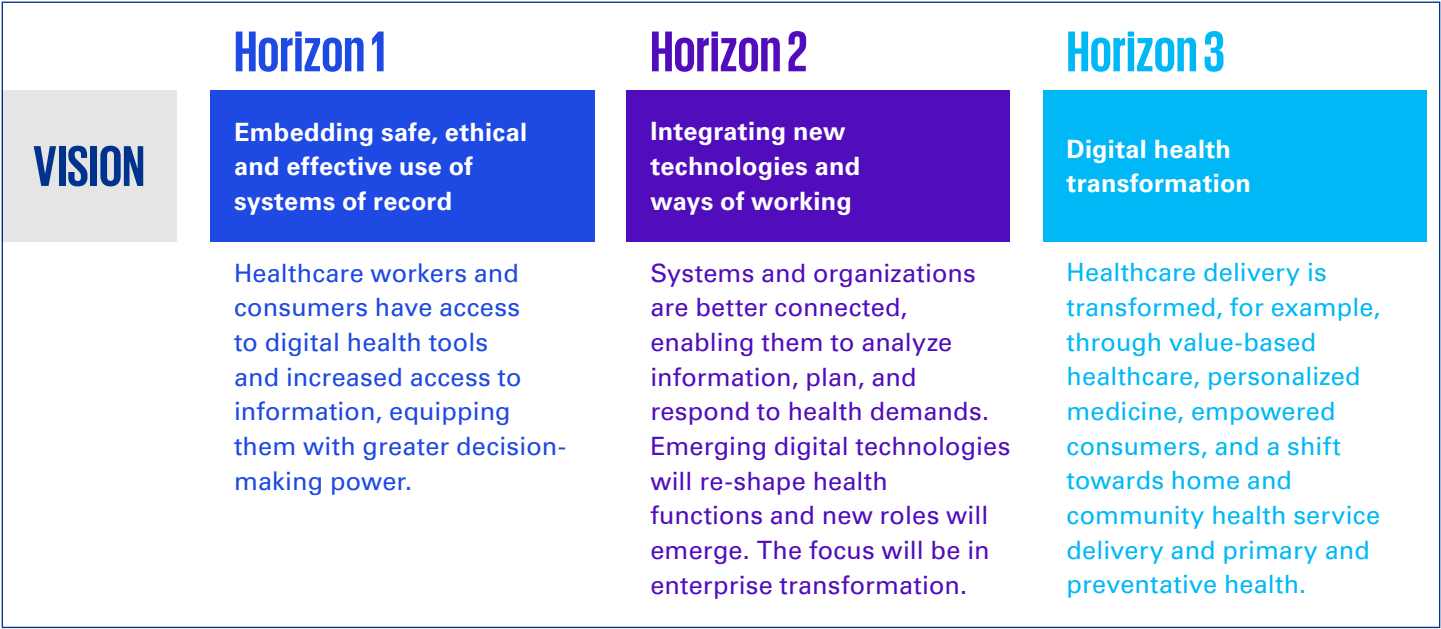 Horizon 1
Horizon 2
Horizon 3
VISION
Embedding safe, ethical
and effective use of
systems of record
Integrating new
technologies and
ways of working
Digital health
transformation
Healthcare workers and
consumers have access
to digital health tools
and increased access to
information, equipping
them with greater decision-
making power.
Systems and organizations
are better connected,
enabling them to analyze
information, plan, and
respond to health demands.
Emerging digital technologies
will re-shape health
functions and new roles will
emerge. The focus will be in
enterprise transformation.
Healthcare delivery is
transformed, for example,
through value-based
healthcare, personalized
medicine, empowered
consumers, and a shift
towards home and
community health service
delivery and primary and
preventative health.